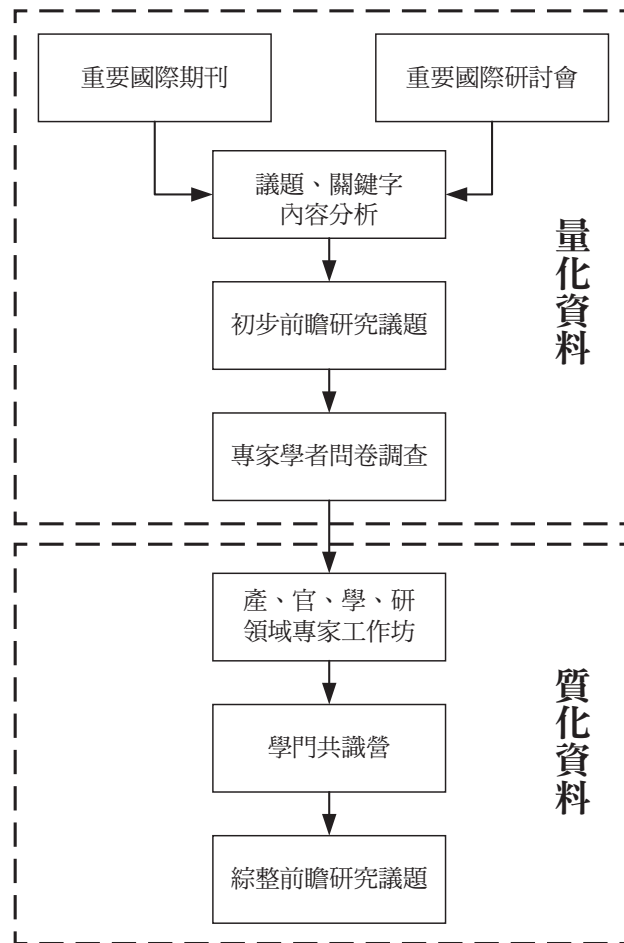 重要國際期刊
重要國際研討會
議題、關鍵字
內容分析
初步前瞻研究議題
專家學者問卷調查
量化資料
產、官、學、研
領域專家工作坊
學門共識營
綜整前瞻研究議題
質化資料